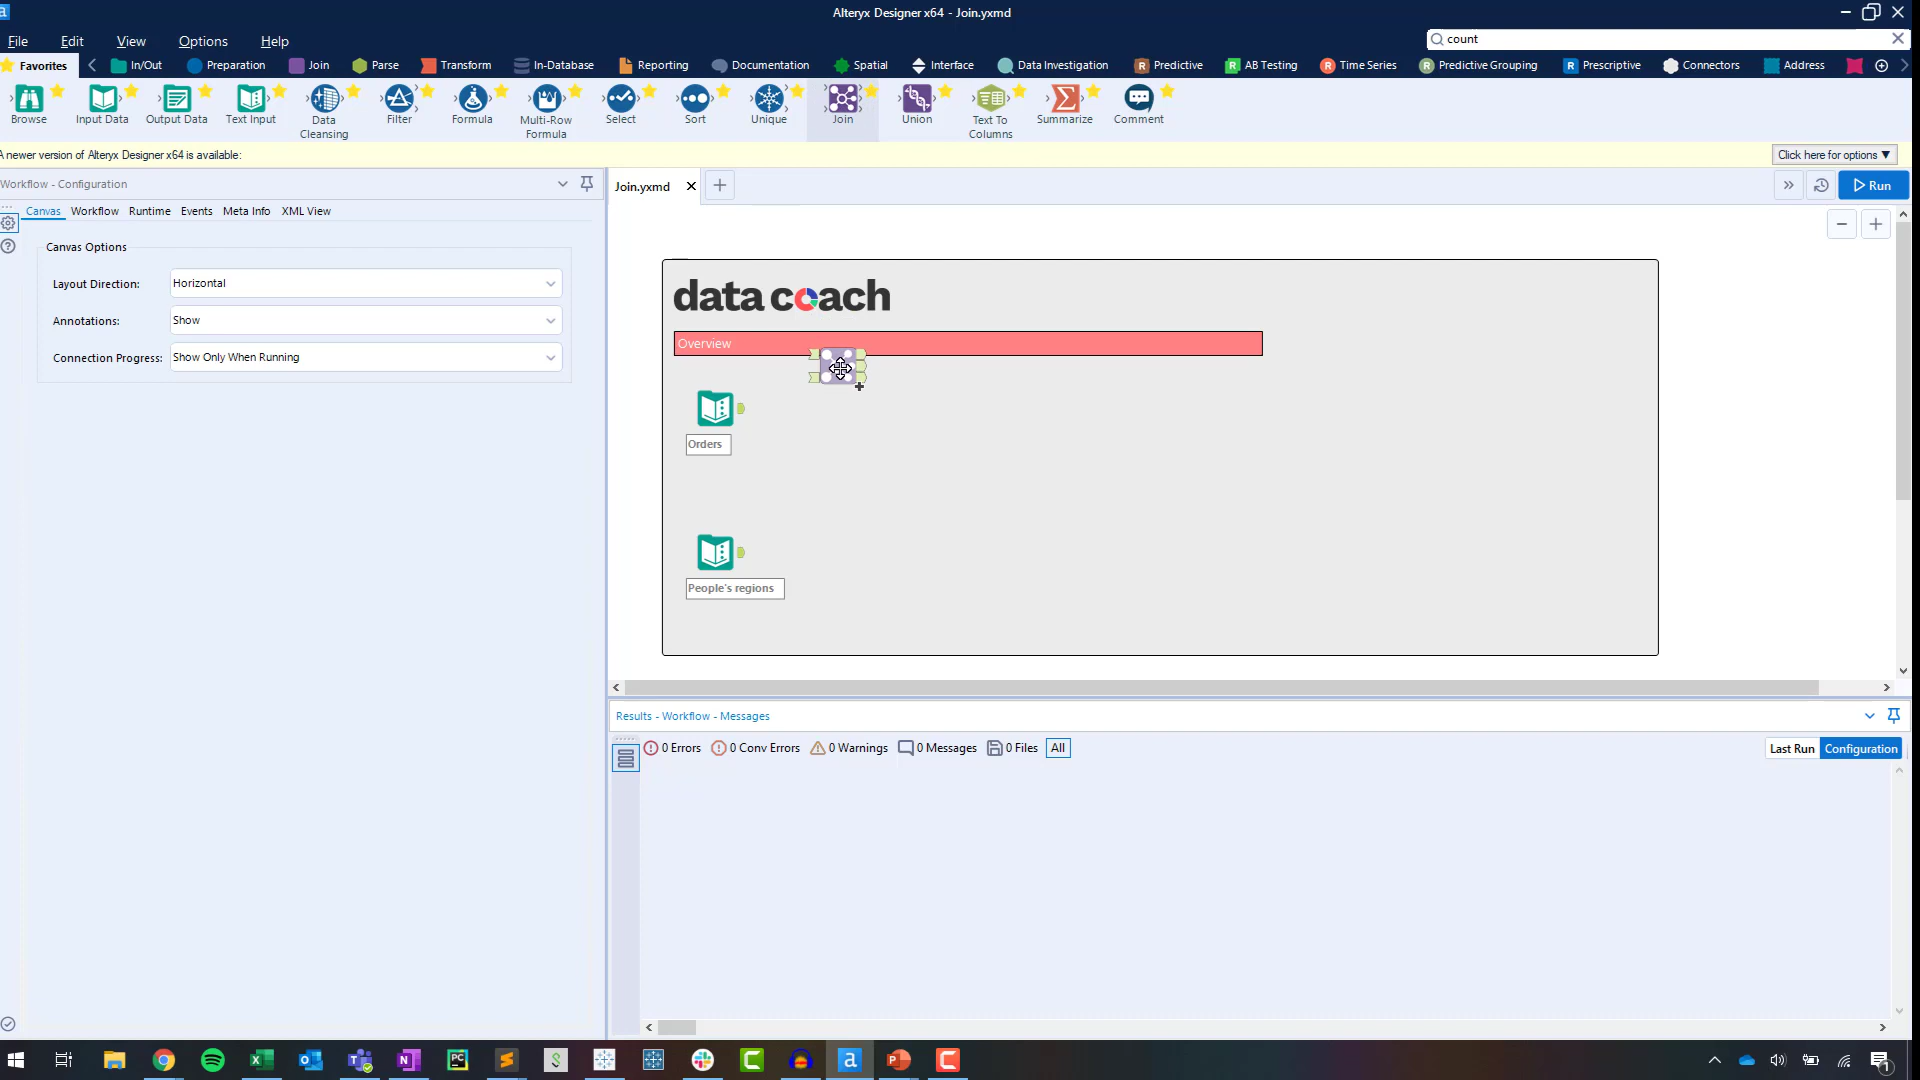 Alteryx Designer x64 - Join.yxmd
File Edit View Options Help
count
Favorites In/Out Preparation Join Parse Transform In-Database Reporting Documentation Spatial Interface Data Investigation Predictive AB Testing Time Series Predictive Grouping Prescriptive Connectors Address
Browse Input Data Output Data Text Input Data Cleansing Filter Formula Multi-Row Formula Select Sort Unique Join Union Text To Columns Summarize Comment
A newer version of Alteryx Designer x64 is available:
Click here for options ▼
Workflow - Configuration
Join.yxmd
Run
Canvas Workflow Runtime Events Meta Info XML View
Canvas Options
Layout Direction: Horizontal
Annotations: Show
Connection Progress: Show Only When Running
data coach
Overview
Orders
People's regions
Results - Workflow - Messages
0 Errors 0 Conv Errors 0 Warnings 0 Messages 0 Files All
Last Run Configuration